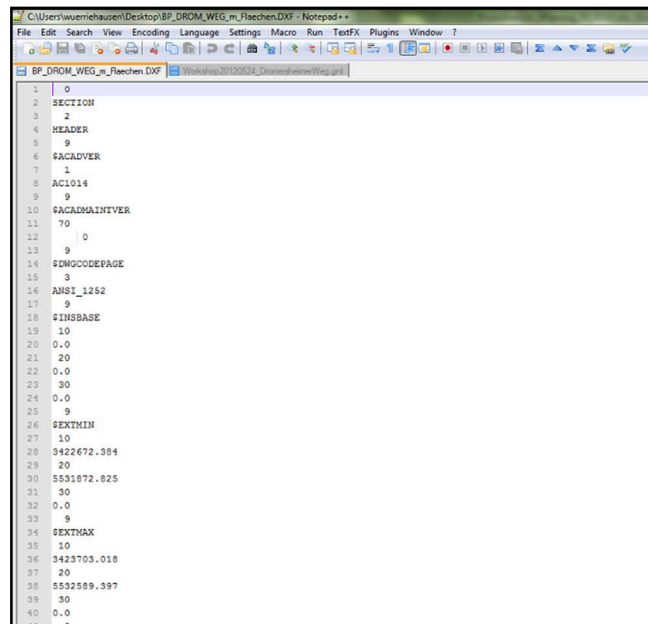 C:\Users\wuerriehausen\Desktop\BP_DROM_WEG_m_Flaechen.DXF - Notepad++
File Edit Search View Encoding Language Settings Macro Run TextFX Plugins Window ?
BP_DROM_WEG_m_Flaechen.DXF Workshop20120524_DromersheimerWeg.gml
1 0
2 SECTION
3 2
4 HEADER
5 9
6 $ACADVER
7 1
8 AC1014
9 9
10 $ACADMAINTVER
11 70
12 0
13 9
14 $DWGCODEPAGE
15 3
16 ANSI_1252
17 9
18 $INSBASE
19 10
20 0.0
21 20
22 0.0
23 30
24 0.0
25 9
26 $EXTMIN
27 10
28 3422672.384
29 20
30 5531872.825
31 30
32 0.0
33 9
34 $EXTMAX
35 10
36 3423703.018
37 20
38 5532589.397
39 30
40 0.0